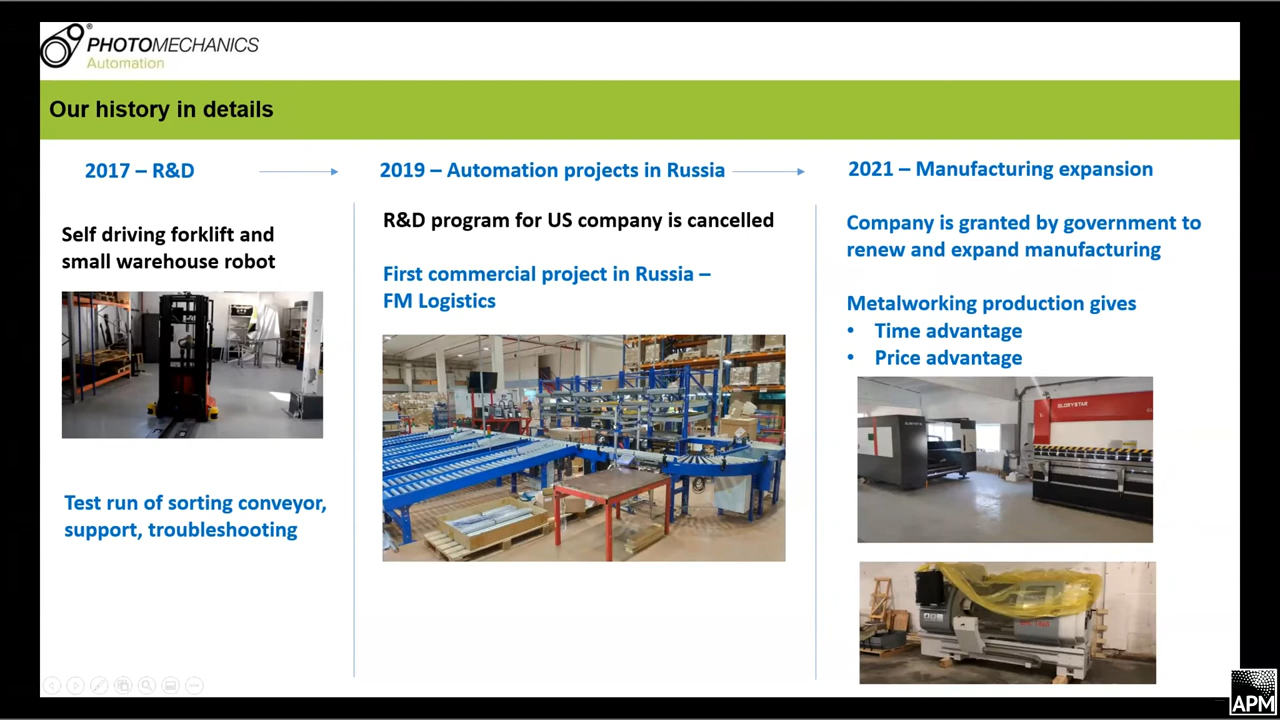 PHOTOMECHANICS
Automation
Our history in details
2017 – R&D
Self driving forklift and
small warehouse robot
Test run of sorting conveyor,
support, troubleshooting
2019 – Automation projects in Russia
R&D program for US company is cancelled
First commercial project in Russia –
FM Logistics
2021 – Manufacturing expansion
Company is granted by government to
renew and expand manufacturing
Metalworking production gives
• Time advantage
• Price advantage
GLORYSTAR
APM